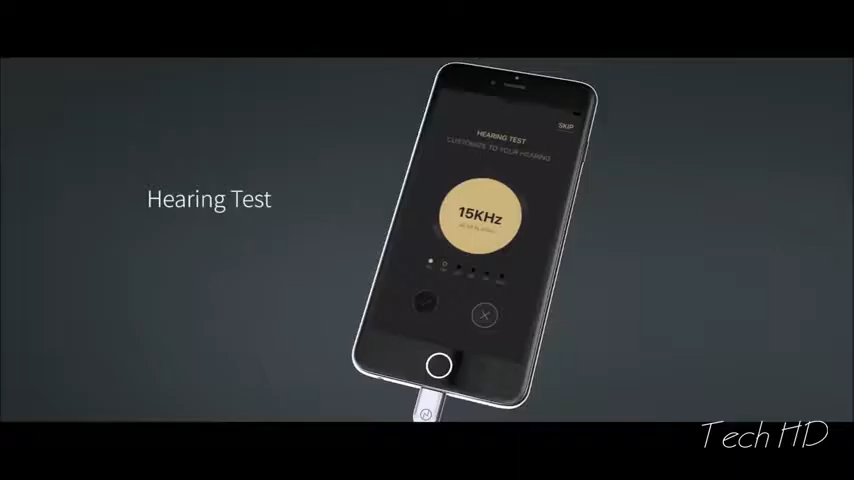 Hearing Test
SKIP
HEARING TEST
CUSTOMIZE TO YOUR HEARING
15KHz
Tech HD